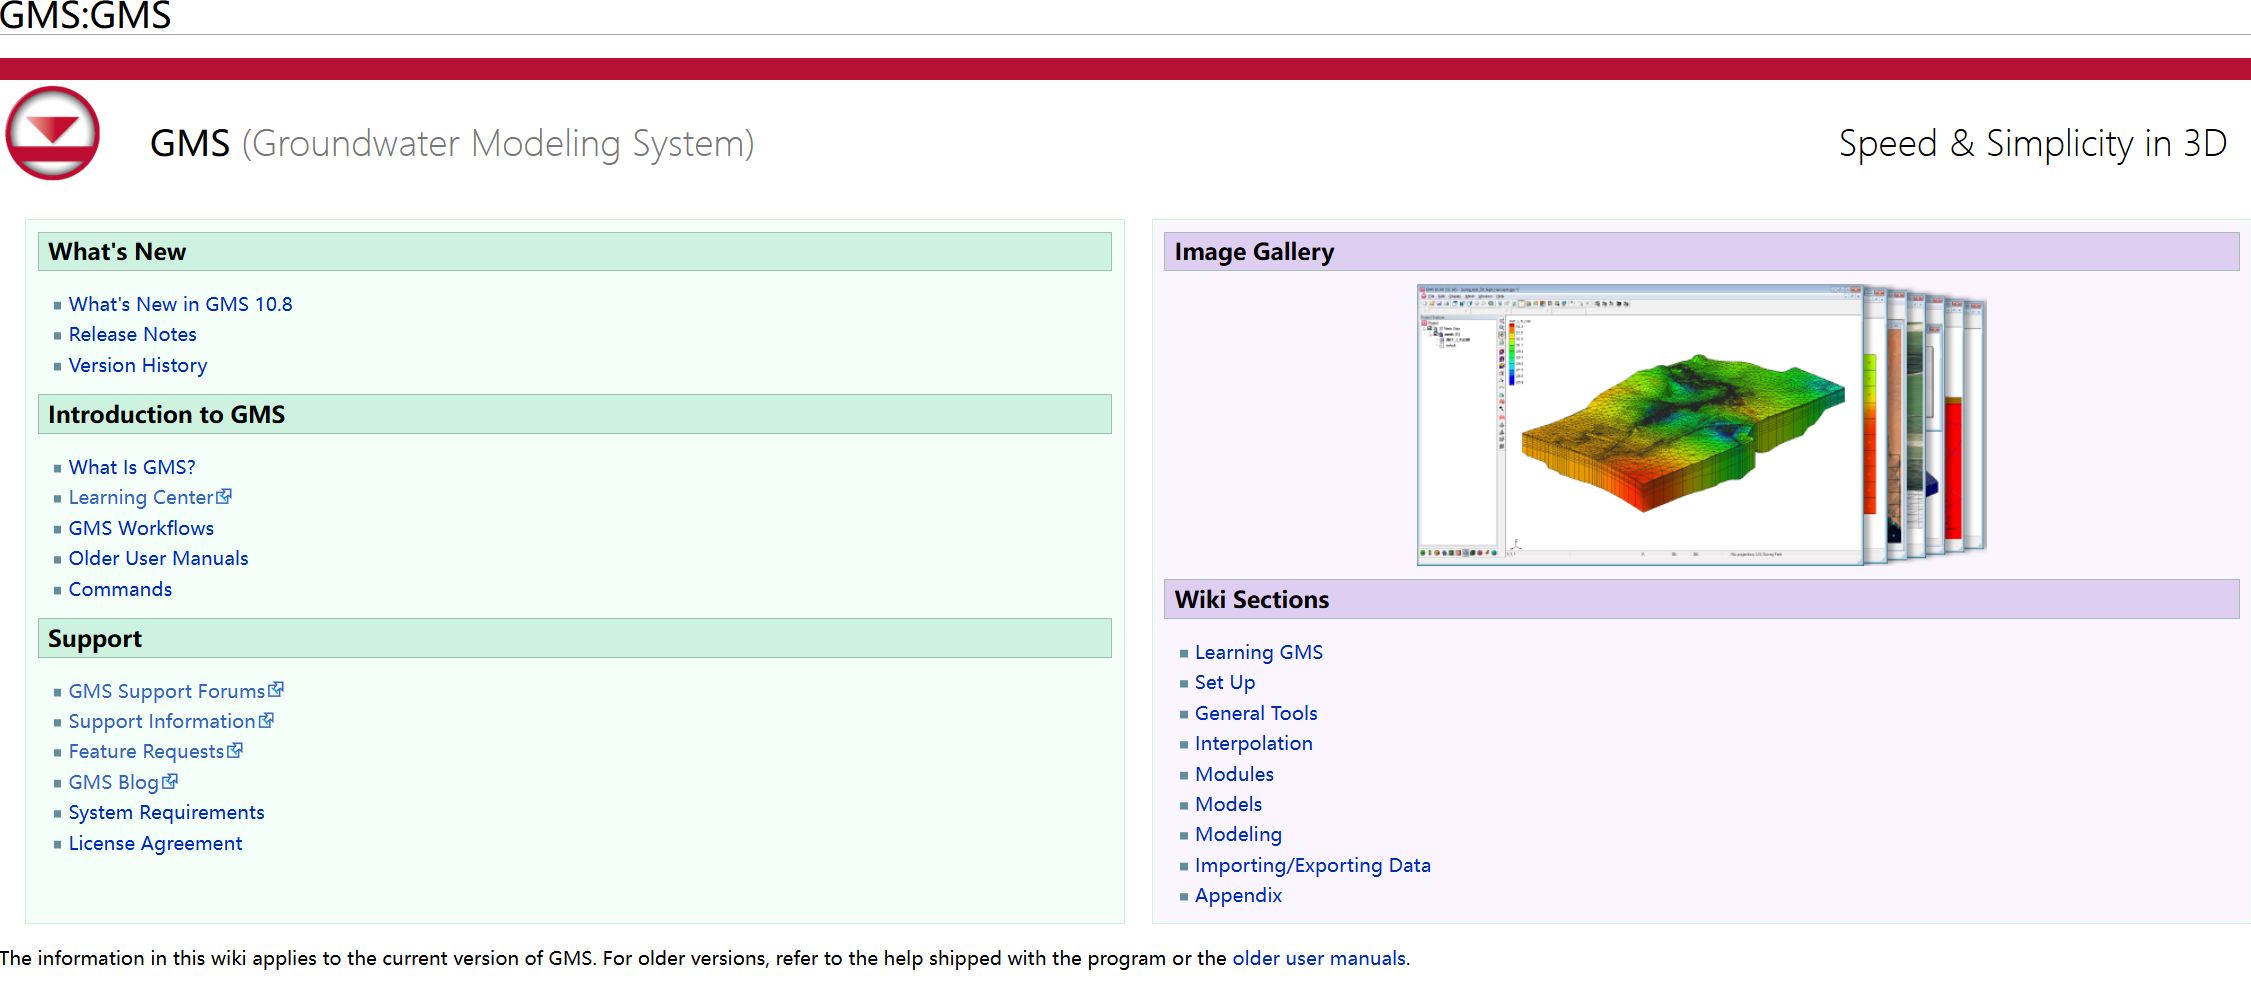 GMS:GMS
GMS (Groundwater Modeling System)
Speed & Simplicity in 3D
What's New
What's New in GMS 10.8
Release Notes
Version History
Introduction to GMS
What Is GMS?
Learning Center
GMS Workflows
Older User Manuals
Commands
Support
GMS Support Forums
Support Information
Feature Requests
GMS Blog
System Requirements
License Agreement
Image Gallery
Wiki Sections
Learning GMS
Set Up
General Tools
Interpolation
Modules
Models
Modeling
Importing/Exporting Data
Appendix
The information in this wiki applies to the current version of GMS. For older versions, refer to the help shipped with the program or the older user manuals.